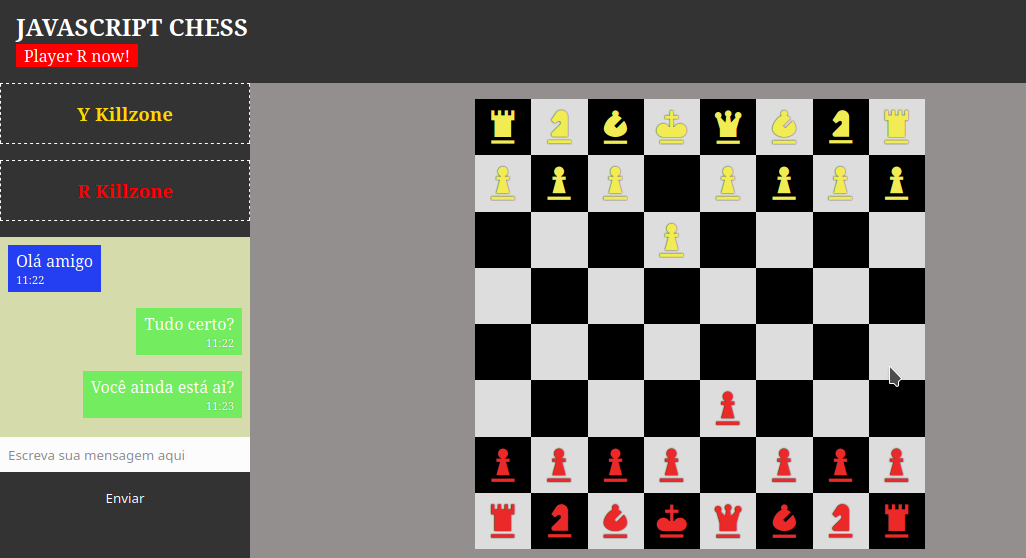 JAVASCRIPT CHESS
Player R now!
Y Killzone
R Killzone
Olá amigo
11:22
Tudo certo?
11:22
Você ainda está ai?
11:23
Escreva sua mensagem aqui
Enviar